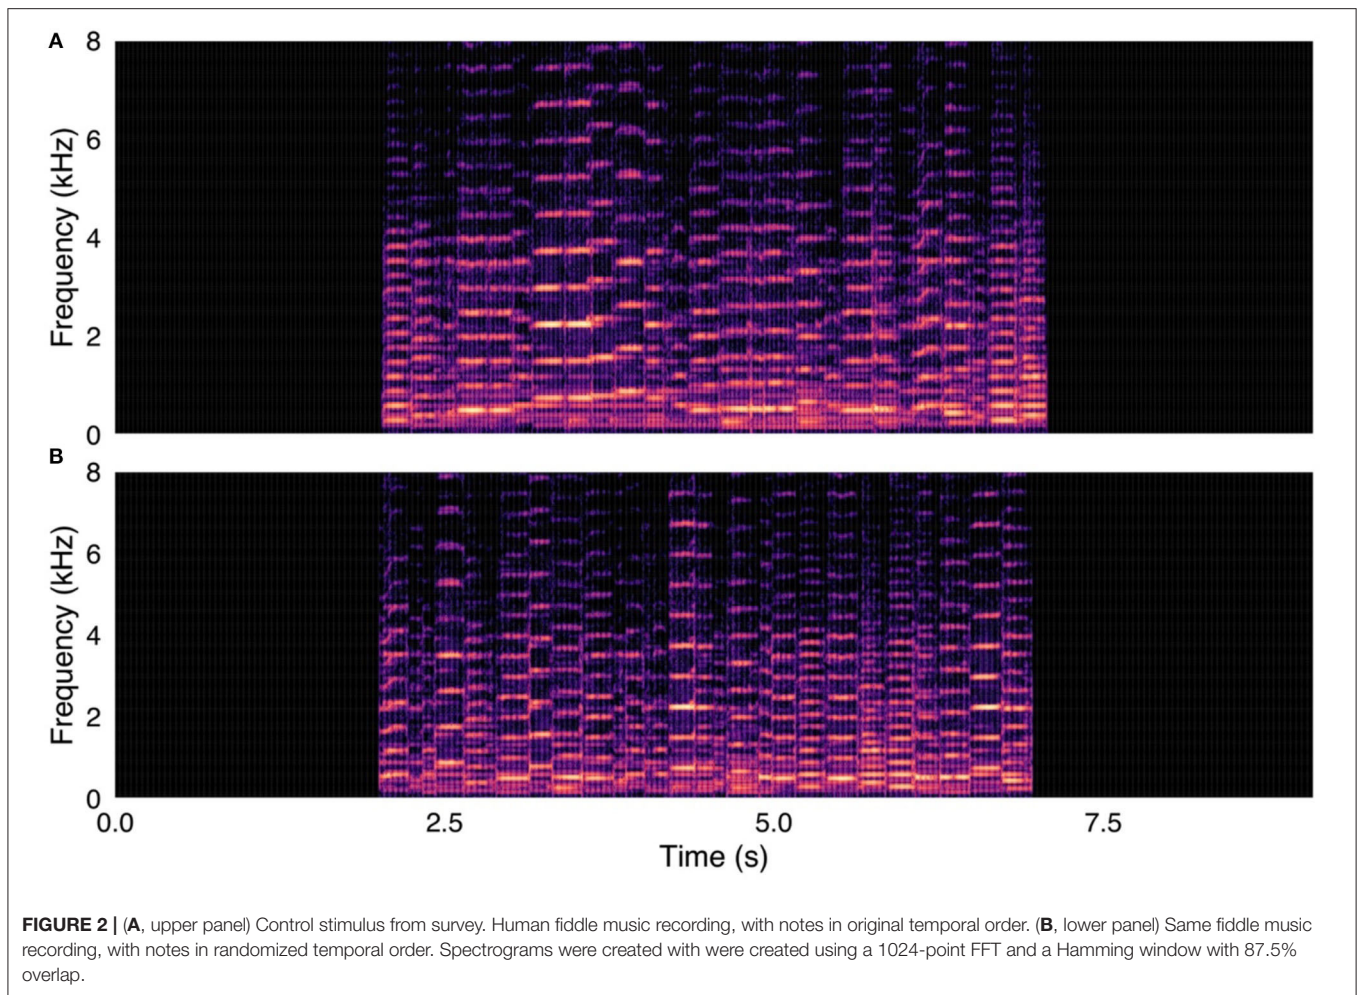 A
8
6
4
2
0
Frequency (kHz)
B
8
6
4
2
0
Frequency (kHz)
0.0 2.5 5.0 7.5
Time (s)
FIGURE 2 | (A, upper panel) Control stimulus from survey. Human fiddle music recording, with notes in original temporal order. (B, lower panel) Same fiddle music
recording, with notes in randomized temporal order. Spectrograms were created with were created using a 1024-point FFT and a Hamming window with 87.5%
overlap.